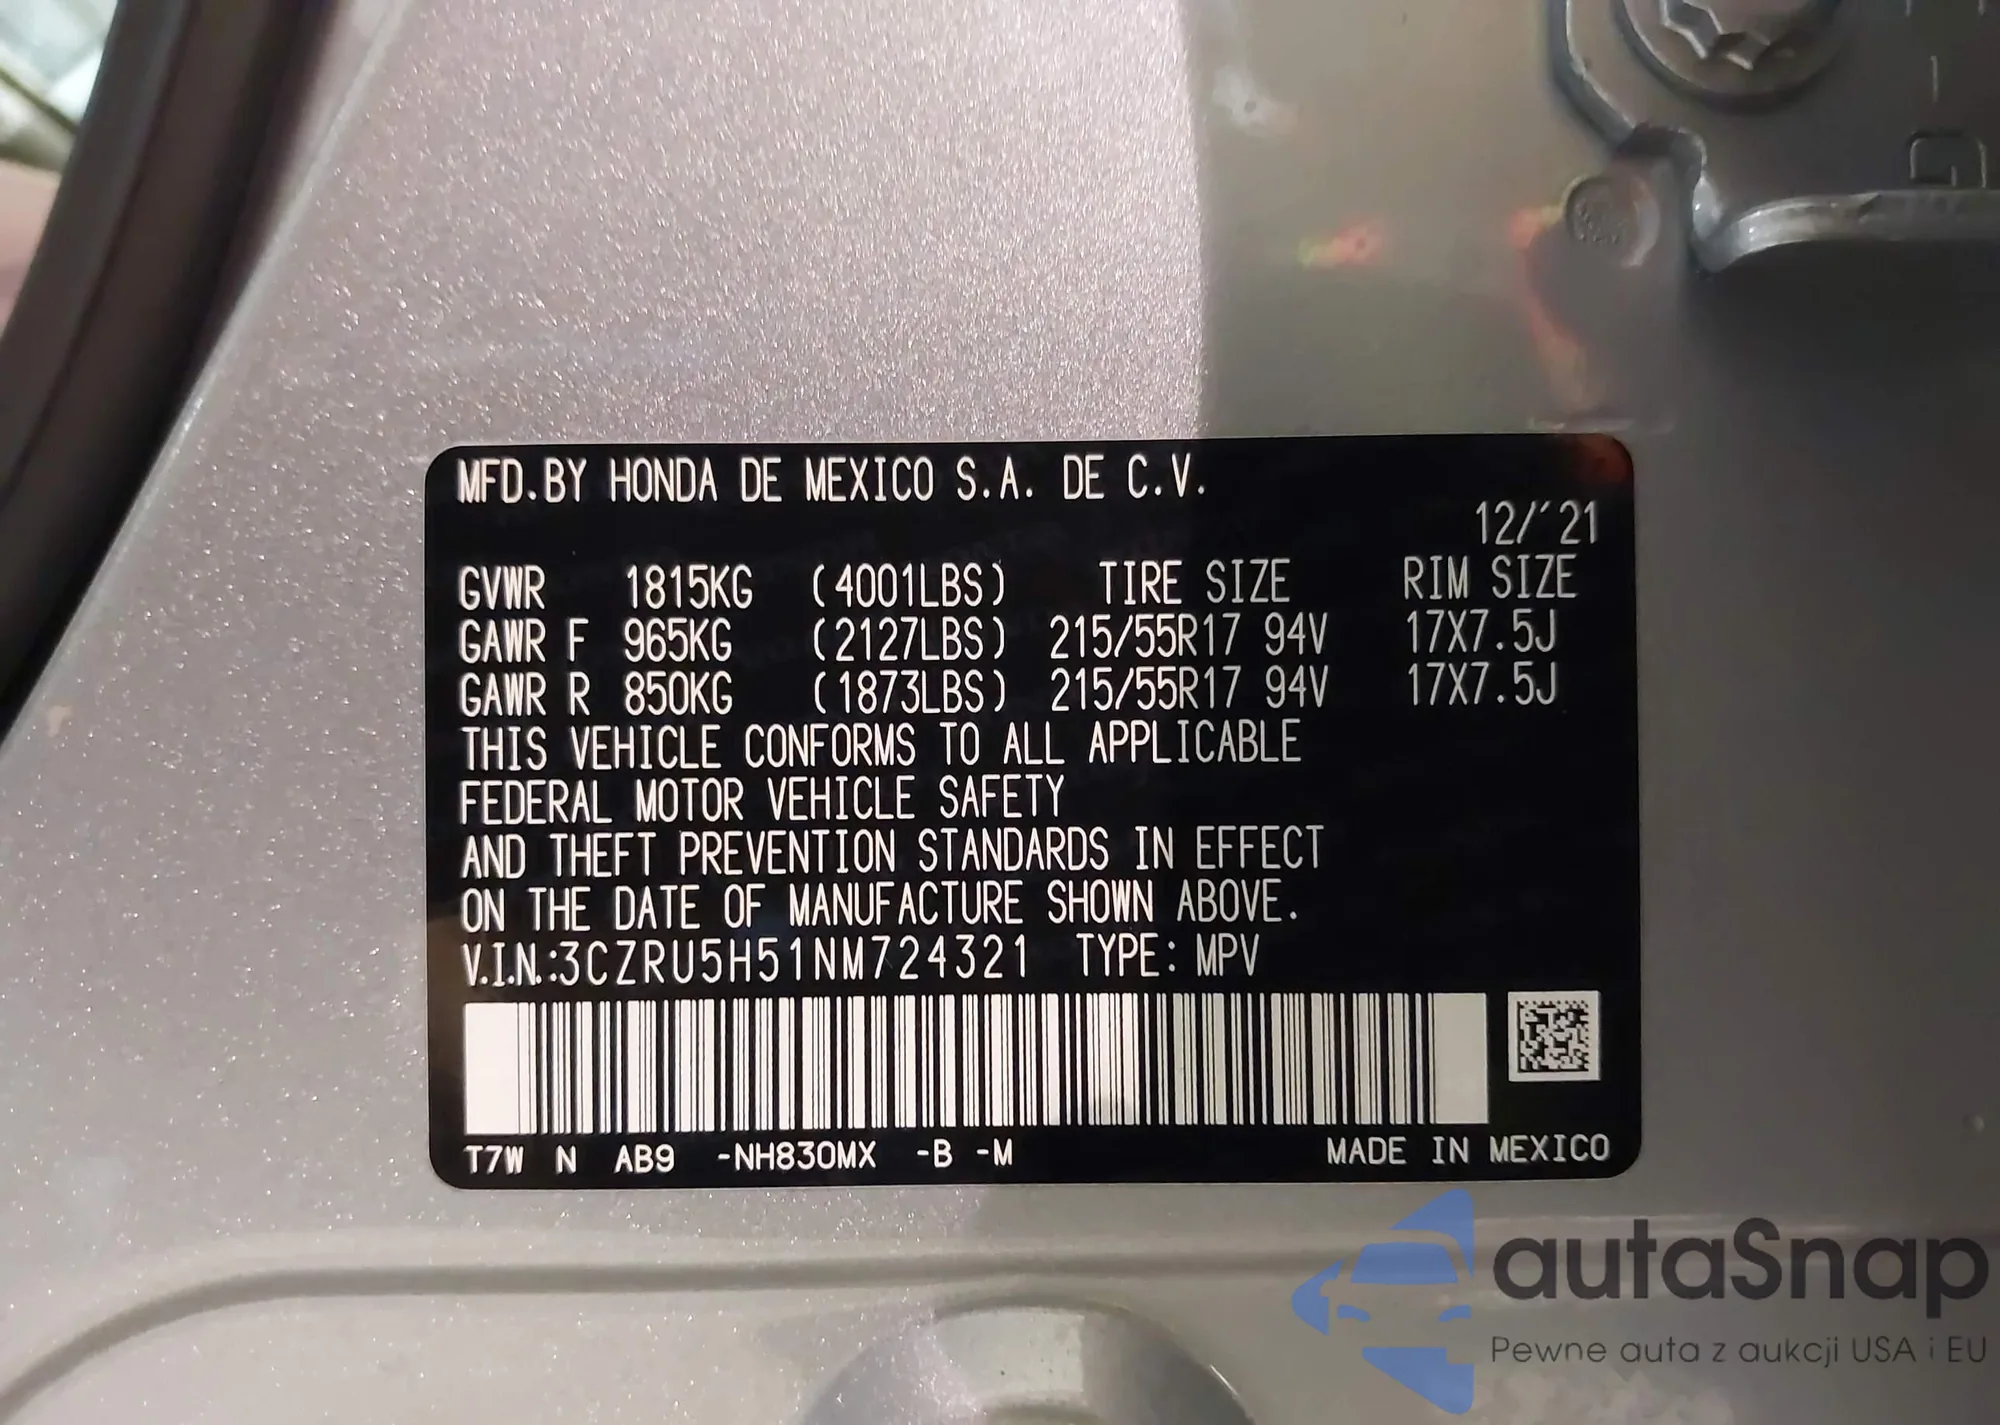 MFD.BY HONDA DE MEXICO S.A. DE C.V.
12/'21
GVWR 1815KG (4001LBS) TIRE SIZE RIM SIZE
GAWR F 965KG (2127LBS) 215/55R17 94V 17X7.5J
GAWR R 850KG (1873LBS) 215/55R17 94V 17X7.5J
THIS VEHICLE CONFORMS TO ALL APPLICABLE
FEDERAL MOTOR VEHICLE SAFETY
AND THEFT PREVENTION STANDARDS IN EFFECT
ON THE DATE OF MANUFACTURE SHOWN ABOVE.
V.I.N.:3CZRU5H51NM724321 TYPE: MPV
T7W N AB9 -NH830MX -B -M MADE IN MEXICO
autaSnap
Pewne auta z aukcji USA i EU